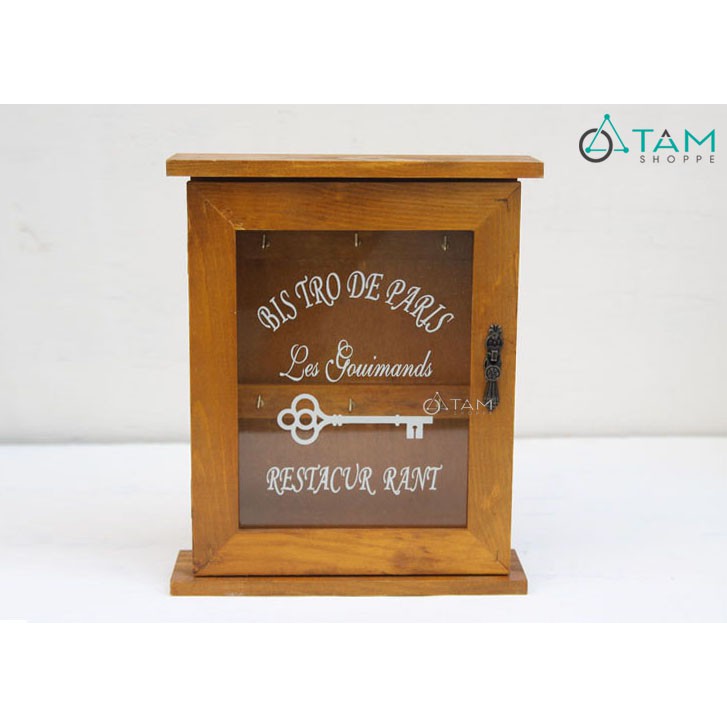 TAM
SHOPPE
BIS TRO DE PARIS
Les Gouimands
TAM
RESTACUR RANT